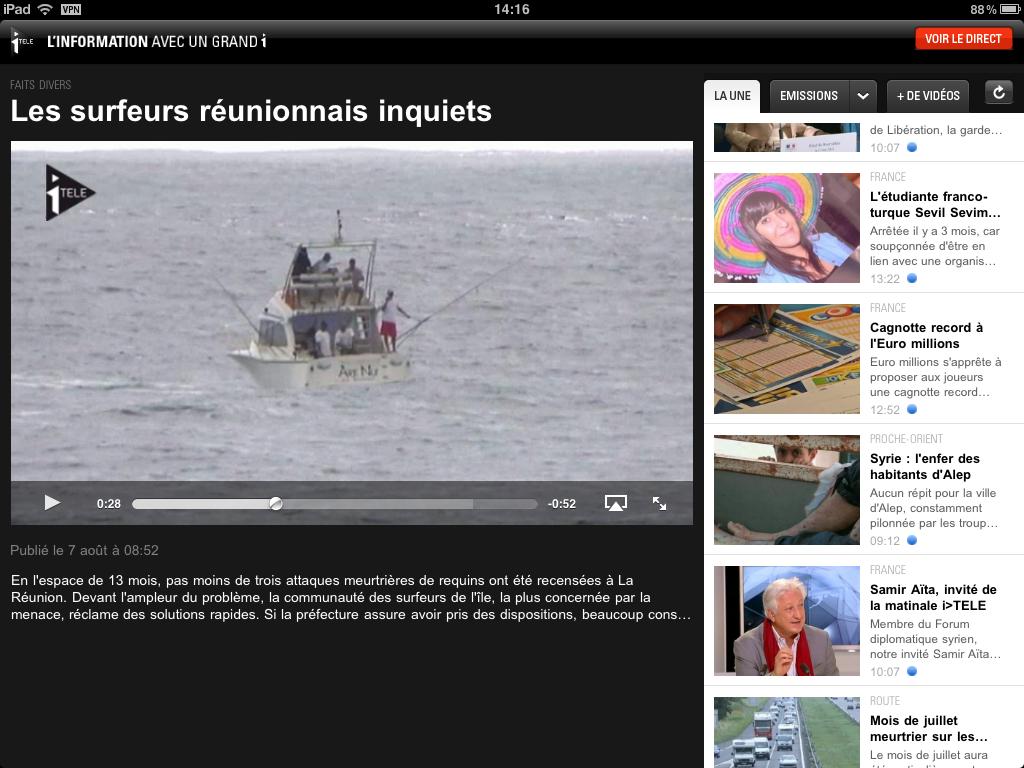 iPad VPN 14:16 88 %
iTELE L'INFORMATION AVEC UN GRAND i VOIR LE DIRECT
FAITS DIVERS
Les surfeurs réunionnais inquiets
iTELE
0:28 -0:52
Publié le 7 août à 08:52
En l'espace de 13 mois, pas moins de trois attaques meurtrières de requins ont été recensées à La
Réunion. Devant l'ampleur du problème, la communauté des surfeurs de l'île, la plus concernée par la
menace, réclame des solutions rapides. Si la préfecture assure avoir pris des dispositions, beaucoup cons...
LA UNE EMISSIONS + DE VIDÉOS
de Libération, la garde...
10:07
FRANCE
L'étudiante franco-
turque Sevil Sevim...
Arrêtée il y a 3 mois, car
soupçonnée d'être en
lien avec une organis...
13:22
FRANCE
Cagnotte record à
l'Euro millions
Euro millions s'apprête à
proposer aux joueurs
une cagnotte record...
12:52
PROCHE-ORIENT
Syrie : l'enfer des
habitants d'Alep
Aucun répit pour la ville
d'Alep, constamment
pilonnée par les troup...
09:12
FRANCE
Samir Aïta, invité de
la matinale i>TELE
Membre du Forum
diplomatique syrien,
notre invité Samir Aïta...
10:07
ROUTE
Mois de juillet
meurtrier sur les...
Le mois de juillet aura